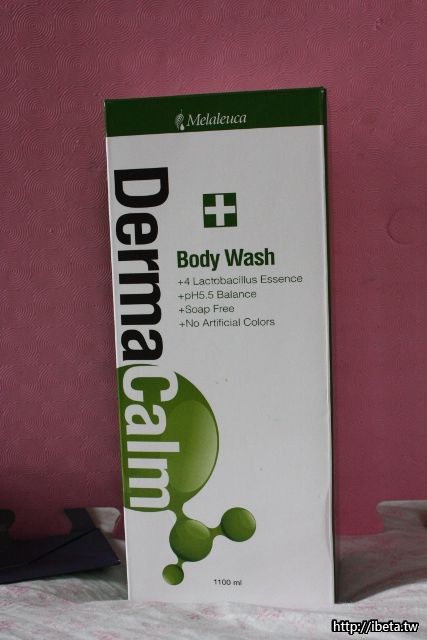 Melaleuca
DermaCalm
Body Wash
+4 Lactobacillus Essence
+pH5.5 Balance
+Soap Free
+No Artificial Colors
1100 ml
http://ibeta.tw